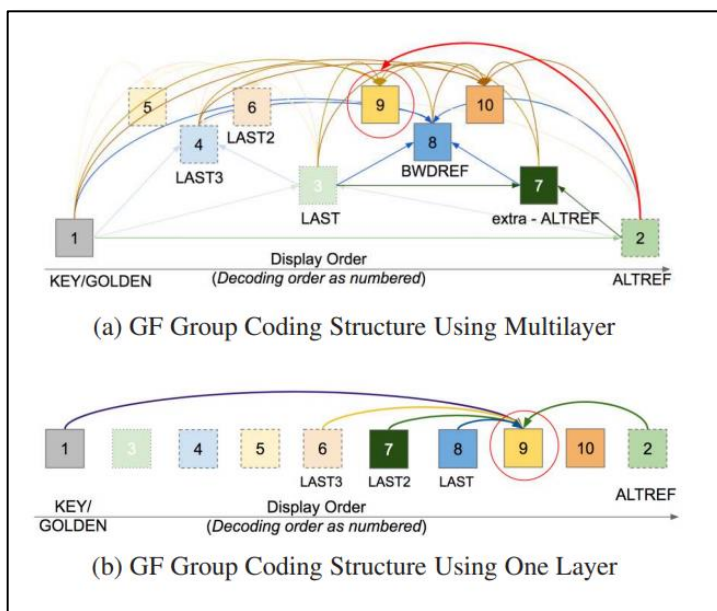 5
6
9
10
4
LAST2
8
LAST3
BWDREF
3
7
LAST
extra - ALTREF
1
2
Display Order
(Decoding order as numbered)
KEY/GOLDEN
ALTREF
(a) GF Group Coding Structure Using Multilayer
1 3 4 5 6 7 8 9 10 2
LAST3 LAST2 LAST
ALTREF
KEY/
GOLDEN
Display Order
(Decoding order as numbered)
(b) GF Group Coding Structure Using One Layer